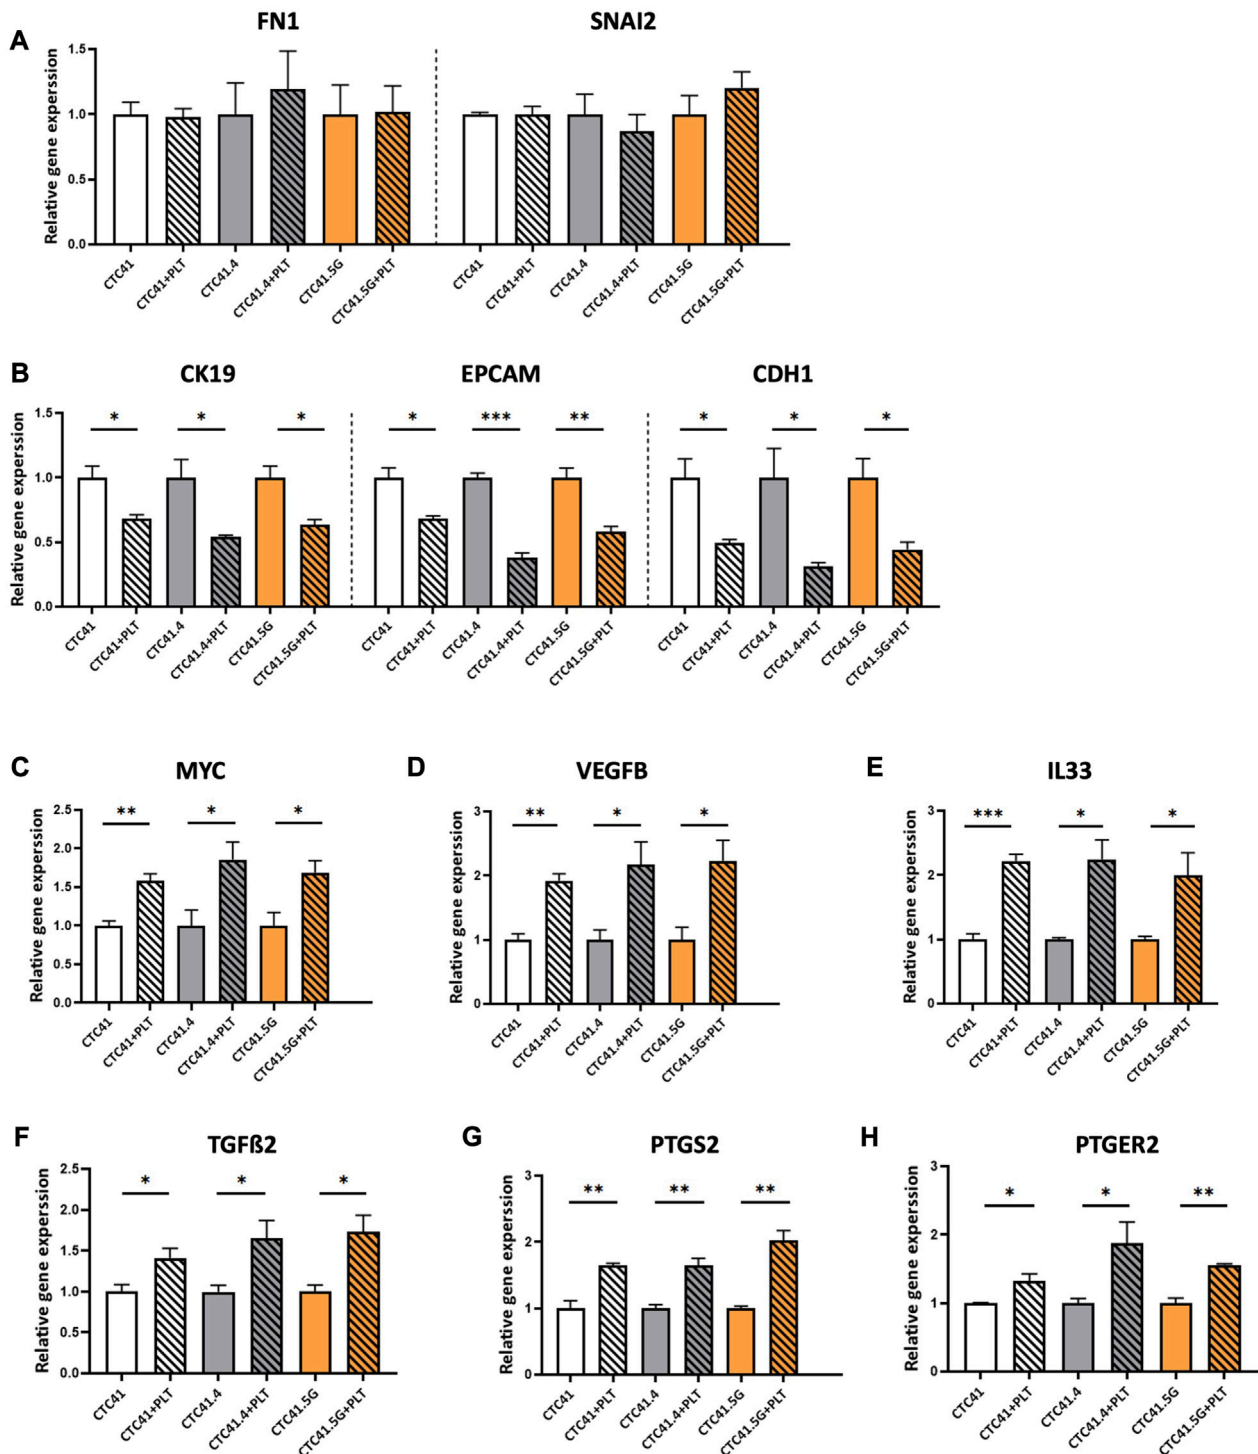 A
FN1
SNAI2
Relative gene experssion
1.5
1.0
0.5
0.0
CTC41
CTC41+PLT
CTC41.4
CTC41.4+PLT
CTC41.5G
CTC41.5G+PLT
CTC41
CTC41+PLT
CTC41.4
CTC41.4+PLT
CTC41.5G
CTC41.5G+PLT
B
CK19
EPCAM
CDH1
Relative gene experssion
1.5
1.0
0.5
0.0
* * * * *** ** * * *
CTC41
CTC41+PLT
CTC41.4
CTC41.4+PLT
CTC41.5G
CTC41.5G+PLT
CTC41
CTC41+PLT
CTC41.4
CTC41.4+PLT
CTC41.5G
CTC41.5G+PLT
CTC41
CTC41+PLT
CTC41.4
CTC41.4+PLT
CTC41.5G
CTC41.5G+PLT
C
MYC
Relative gene experssion
2.5
2.0
1.5
1.0
0.5
0.0
** * *
CTC41
CTC41+PLT
CTC41.4
CTC41.4+PLT
CTC41.5G
CTC41.5G+PLT
D
VEGFB
Relative gene experssion
3
2
1
0
** * *
CTC41
CTC41+PLT
CTC41.4
CTC41.4+PLT
CTC41.5G
CTC41.5G+PLT
E
IL33
Relative gene experssion
3
2
1
0
*** * *
CTC41
CTC41+PLT
CTC41.4
CTC41.4+PLT
CTC41.5G
CTC41.5G+PLT
F
TGFß2
Relative gene experssion
2.5
2.0
1.5
1.0
0.5
0.0
* * *
CTC41
CTC41+PLT
CTC41.4
CTC41.4+PLT
CTC41.5G
CTC41.5G+PLT
G
PTGS2
Relative gene experssion
3
2
1
0
** ** **
CTC41
CTC41+PLT
CTC41.4
CTC41.4+PLT
CTC41.5G
CTC41.5G+PLT
H
PTGER2
Relative gene experssion
3
2
1
0
* * **
CTC41
CTC41+PLT
CTC41.4
CTC41.4+PLT
CTC41.5G
CTC41.5G+PLT